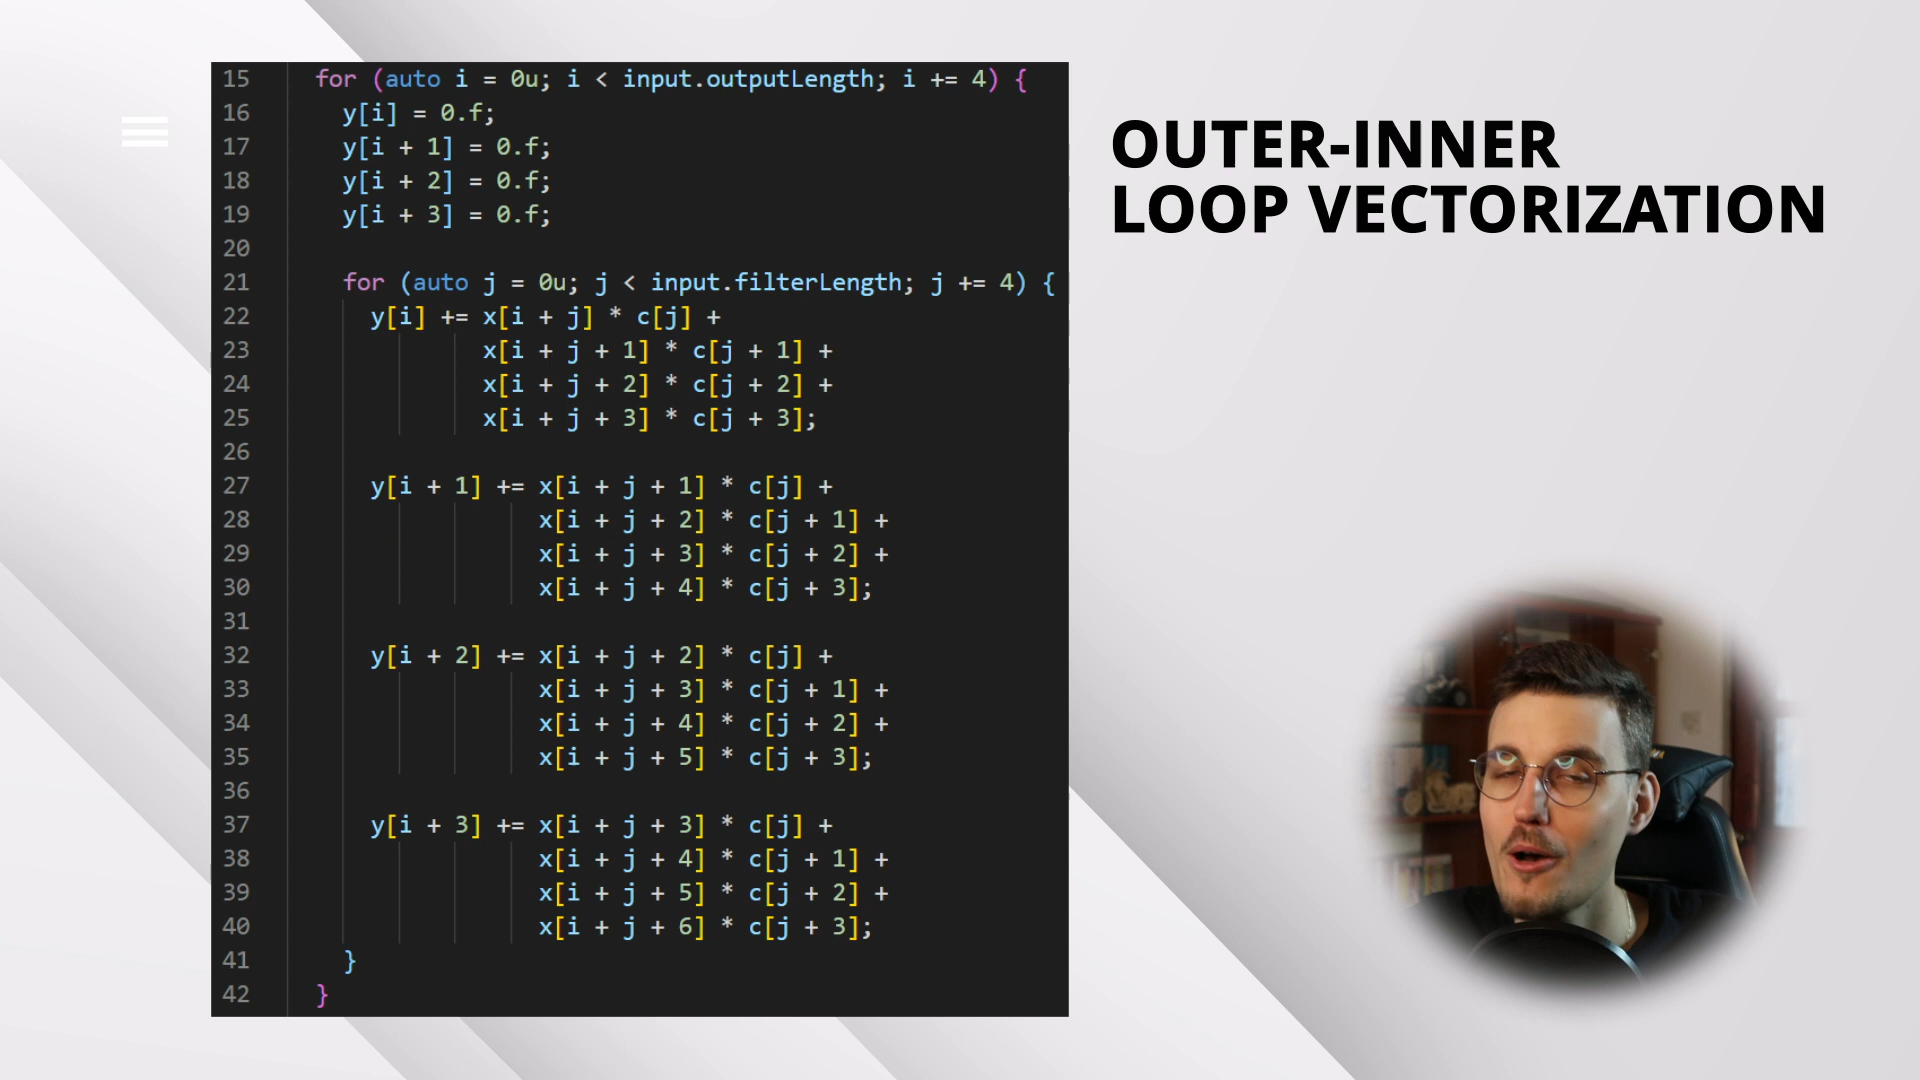 15 for (auto i = 0u; i < input.outputLength; i += 4) {
16 y[i] = 0.f;
17 y[i + 1] = 0.f;
18 y[i + 2] = 0.f;
19 y[i + 3] = 0.f;
20
21 for (auto j = 0u; j < input.filterLength; j += 4) {
22 y[i] += x[i + j] * c[j] +
23 x[i + j + 1] * c[j + 1] +
24 x[i + j + 2] * c[j + 2] +
25 x[i + j + 3] * c[j + 3];
26
27 y[i + 1] += x[i + j + 1] * c[j] +
28 x[i + j + 2] * c[j + 1] +
29 x[i + j + 3] * c[j + 2] +
30 x[i + j + 4] * c[j + 3];
31
32 y[i + 2] += x[i + j + 2] * c[j] +
33 x[i + j + 3] * c[j + 1] +
34 x[i + j + 4] * c[j + 2] +
35 x[i + j + 5] * c[j + 3];
36
37 y[i + 3] += x[i + j + 3] * c[j] +
38 x[i + j + 4] * c[j + 1] +
39 x[i + j + 5] * c[j + 2] +
40 x[i + j + 6] * c[j + 3];
41 }
42 }
OUTER-INNER
LOOP VECTORIZATION